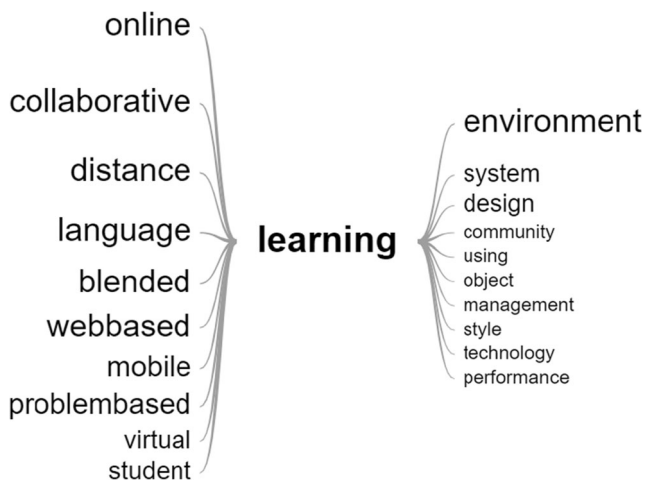 online
collaborative
distance
language
blended
webbased
mobile
problembased
virtual
student
learning
environment
system
design
community
using
object
management
style
technology
performance